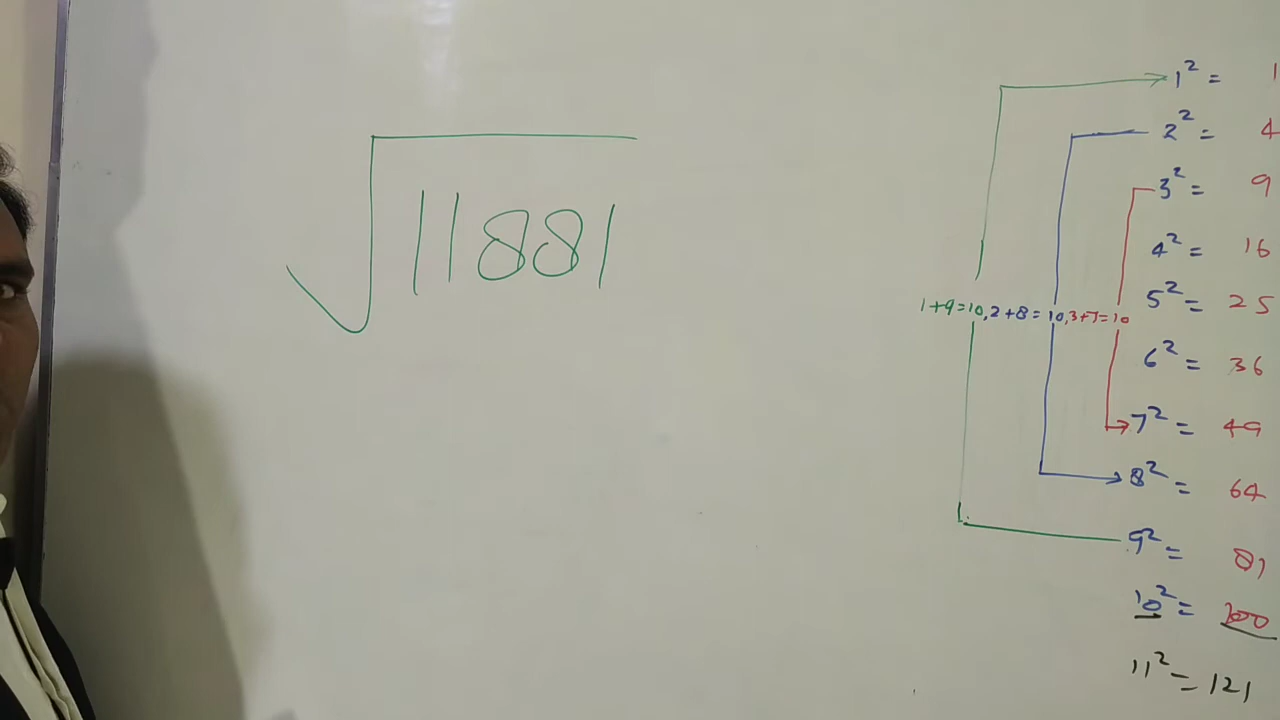 √11881
1² = 1
2² = 4
3² = 9
4² = 16
5² = 25
1+9=10, 2+8=10, 3+7=10
6² = 36
7² = 49
8² = 64
9² = 81
10² = 100
11² = 121